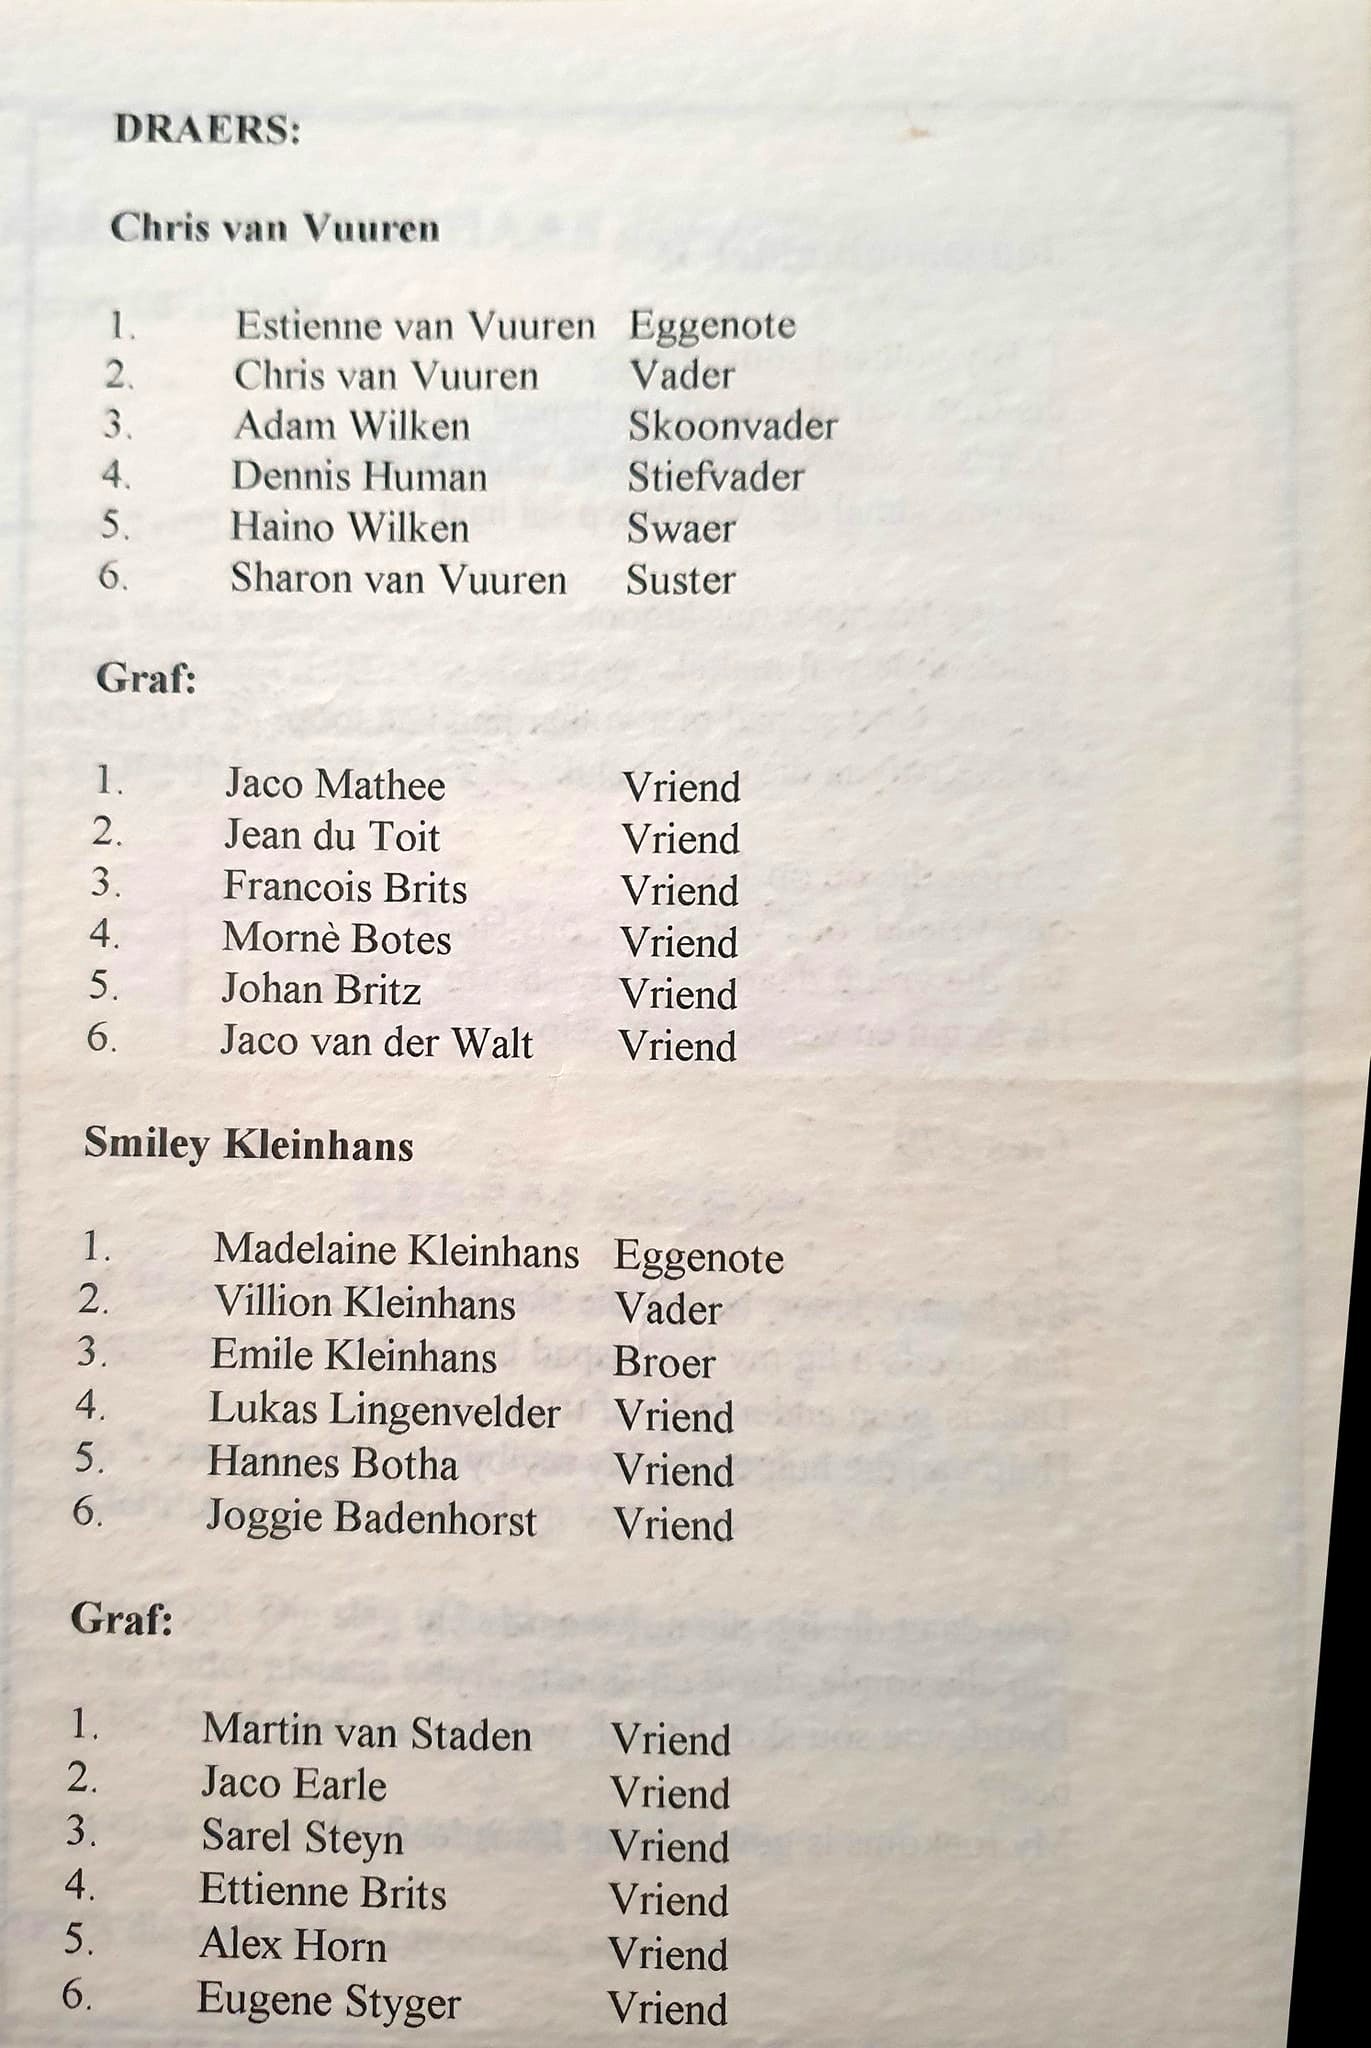 DRAERS:
Chris van Vuuren
1. Estienne van Vuuren Eggenote
2. Chris van Vuuren Vader
3. Adam Wilken Skoonvader
4. Dennis Human Stiefvader
5. Haino Wilken Swaer
6. Sharon van Vuuren Suster
Graf:
1. Jaco Mathee Vriend
2. Jean du Toit Vriend
3. Francois Brits Vriend
4. Mornè Botes Vriend
5. Johan Britz Vriend
6. Jaco van der Walt Vriend
Smiley Kleinhans
1. Madelaine Kleinhans Eggenote
2. Villion Kleinhans Vader
3. Emile Kleinhans Broer
4. Lukas Lingenvelder Vriend
5. Hannes Botha Vriend
6. Joggie Badenhorst Vriend
Graf:
1. Martin van Staden Vriend
2. Jaco Earle Vriend
3. Sarel Steyn Vriend
4. Ettienne Brits Vriend
5. Alex Horn Vriend
6. Eugene Styger Vriend